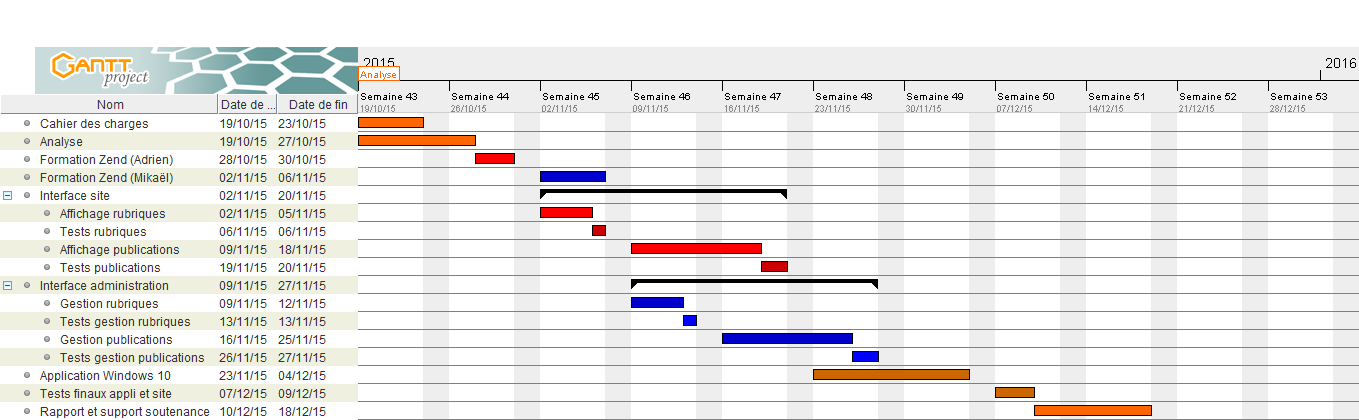 GANTT project
2015
2016
Analyse
Semaine 43 Semaine 44 Semaine 45 Semaine 46 Semaine 47 Semaine 48 Semaine 49 Semaine 50 Semaine 51 Semaine 52 Semaine 53
19/10/15 26/10/15 02/11/15 09/11/15 16/11/15 23/11/15 30/11/15 07/12/15 14/12/15 21/12/15 28/12/15
Nom Date de ... Date de fin
Cahier des charges 19/10/15 23/10/15
Analyse 19/10/15 27/10/15
Formation Zend (Adrien) 28/10/15 30/10/15
Formation Zend (Mikaël) 02/11/15 06/11/15
Interface site 02/11/15 20/11/15
Affichage rubriques 02/11/15 05/11/15
Tests rubriques 06/11/15 06/11/15
Affichage publications 09/11/15 18/11/15
Tests publications 19/11/15 20/11/15
Interface administration 09/11/15 27/11/15
Gestion rubriques 09/11/15 12/11/15
Tests gestion rubriques 13/11/15 13/11/15
Gestion publications 16/11/15 25/11/15
Tests gestion publications 26/11/15 27/11/15
Application Windows 10 23/11/15 04/12/15
Tests finaux appli et site 07/12/15 09/12/15
Rapport et support soutenance 10/12/15 18/12/15